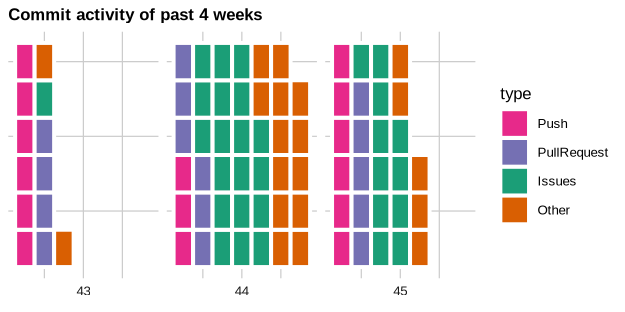 Commit activity of past 4 weeks
type
Push
PullRequest
Issues
Other
43
44
45